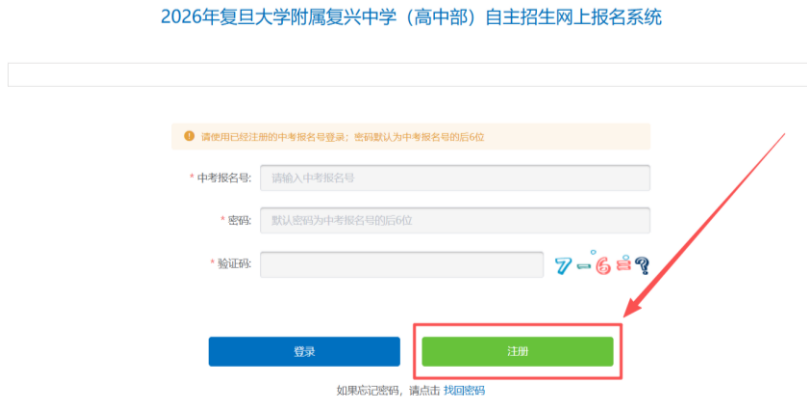 2026年复旦大学附属复兴中学（高中部）自主招生网上报名系统
请使用已经注册的中考报名号登录；密码默认为中考报名号的后6位
* 中考报名号: 请输入中考报名号
* 密码: 默认密码为中考报名号的后6位
* 验证码: 7-6=?
登录 注册
如果忘记密码，请点击 找回密码